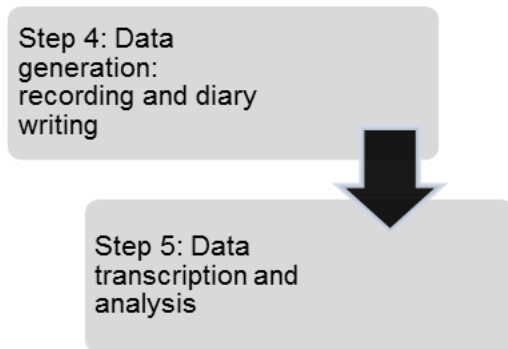 Step 4: Data
generation:
recording and diary
writing
Step 5: Data
transcription and
analysis